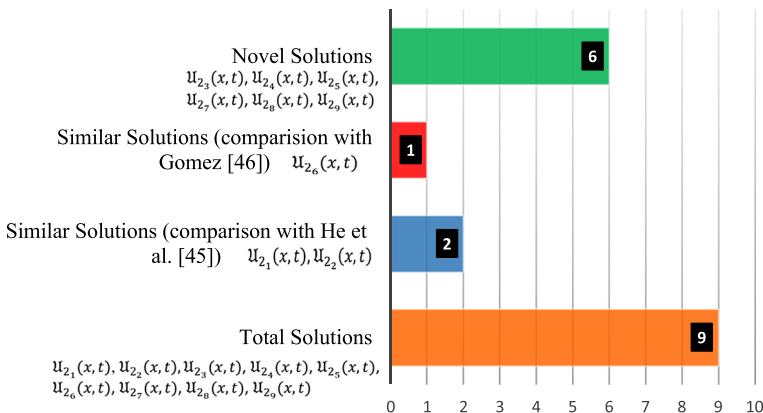 Novel Solutions
𝔘₂₃(x,t), 𝔘₂₄(x,t), 𝔘₂₅(x,t),
𝔘₂₇(x,t), 𝔘₂₈(x,t), 𝔘₂₉(x,t)
6
Similar Solutions (comparision with
Gomez [46]) 𝔘₂₆(x,t)
1
Similar Solutions (comparison with He et
al. [45]) 𝔘₂₁(x,t),𝔘₂₂(x,t)
2
Total Solutions
𝔘₂₁(x,t), 𝔘₂₂(x,t),𝔘₂₃(x,t), 𝔘₂₄(x,t), 𝔘₂₅(x,t),
𝔘₂₆(x,t), 𝔘₂₇(x,t), 𝔘₂₈(x,t), 𝔘₂₉(x,t)
9
0 1 2 3 4 5 6 7 8 9 10